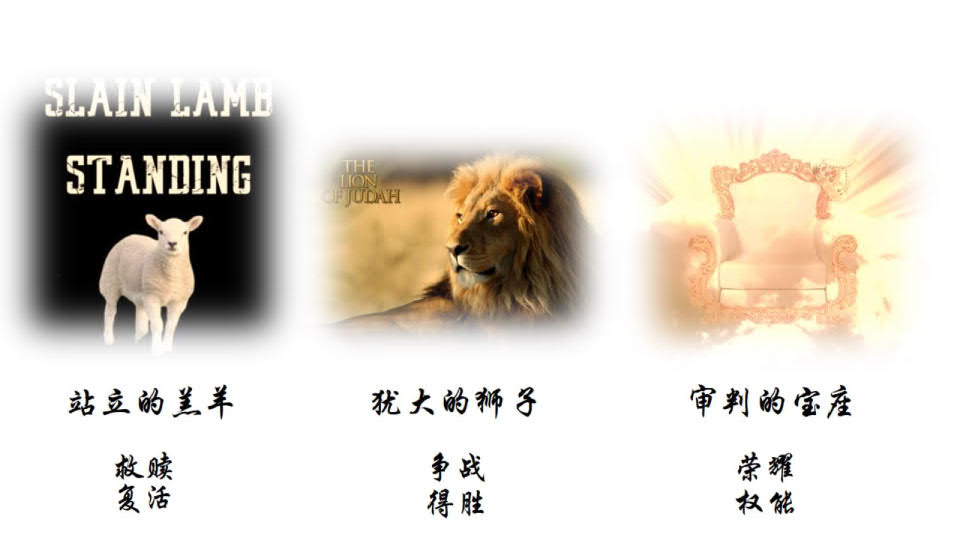 SLAIN LAMB
STANDING
THE
LION
OF JUDAH
站立的羔羊
犹大的狮子
审判的宝座
救赎
复活
争战
得胜
荣耀
权能